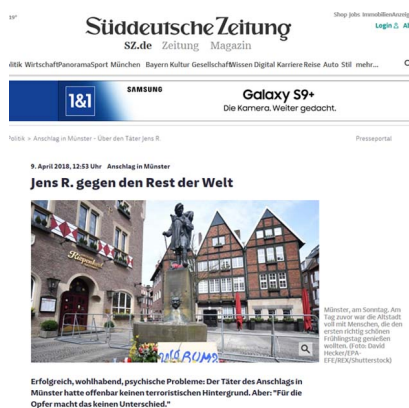 19°
Shop jobs Immobilien Anzeig
Süddeutsche Zeitung
Login
SZ.de Zeitung Magazin
litik Wirtschaft Panorama Sport München Bayern Kultur Gesellschaft Wissen Digital Karriere Reise Auto Stil mehr...
1&1
SAMSUNG
Galaxy S9+
Die Kamera. Weiter gedacht.
Politik > Anschlag in Münster - Über den Täter Jens R.
Presseportal
9. April 2018, 12:53 Uhr Anschlag in Münster
Jens R. gegen den Rest der Welt
Münster, am Sonntag. Am
Tag zuvor war die Altstadt
voll mit Menschen, die den
ersten richtig schönen
Frühlingstag genießen
wollten. (Foto: David
Hecker/EPA-
EFE/REX/Shutterstock)
Erfolgreich, wohlhabend, psychische Probleme: Der Täter des Anschlags in
Münster hatte offenbar keinen terroristischen Hintergrund. Aber: "Für die
Opfer macht das keinen Unterschied."